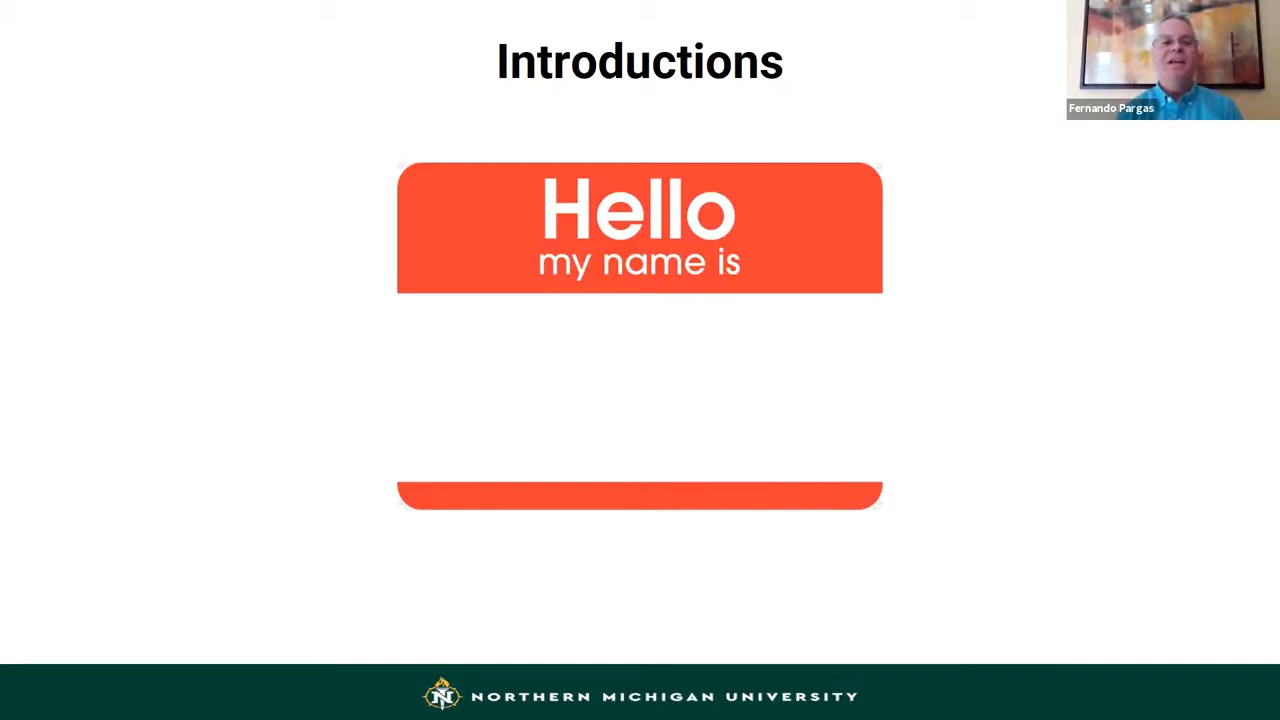 Introductions
Fernando Pargas
Hello
my name is
N
NORTHERN MICHIGAN UNIVERSITY